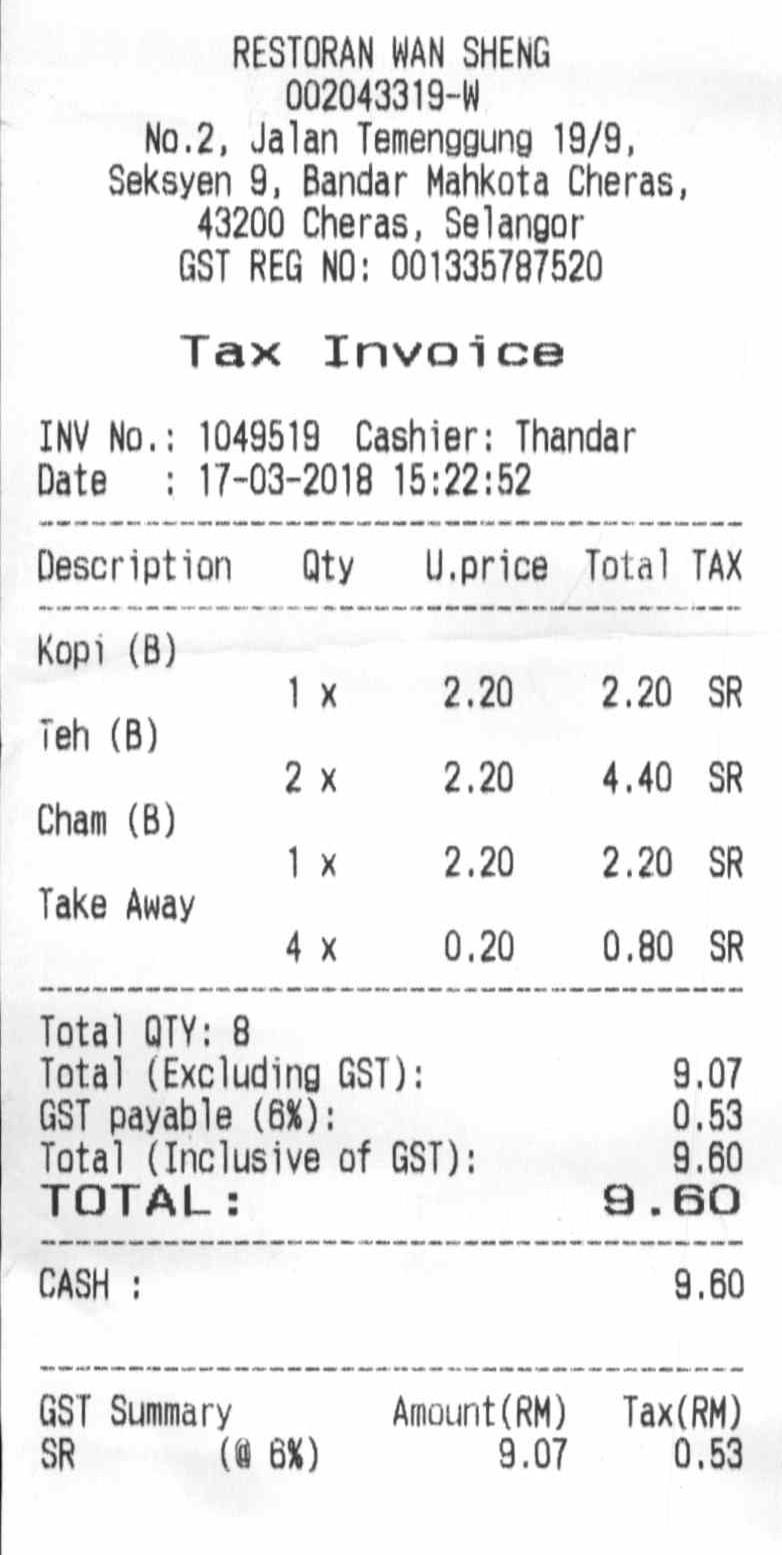 RESTORAN WAN SHENG
002043319-W
No.2, Jalan Temenggung 19/9,
Seksyen 9, Bandar Mahkota Cheras,
43200 Cheras, Selangor
GST REG NO: 001335787520
Tax Invoice
INV No.: 1049519 Cashier: Thandar
Date : 17-03-2018 15:22:52
Description Qty U.price Total TAX
Kopi (B)
1 x 2.20 2.20 SR
Teh (B)
2 x 2.20 4.40 SR
Cham (B)
1 x 2.20 2.20 SR
Take Away
4 x 0.20 0.80 SR
Total QTY: 8
Total (Excluding GST): 9.07
GST payable (6%): 0.53
Total (Inclusive of GST): 9.60
TOTAL: 9.60
CASH : 9.60
GST Summary Amount(RM) Tax(RM)
SR (@ 6%) 9.07 0.53